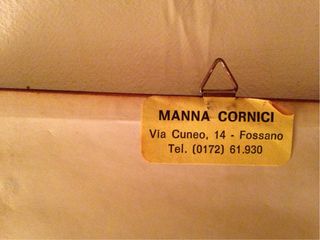 MANNA CORNICI
Via Cuneo, 14 - Fossano
Tel. (0172) 61.930